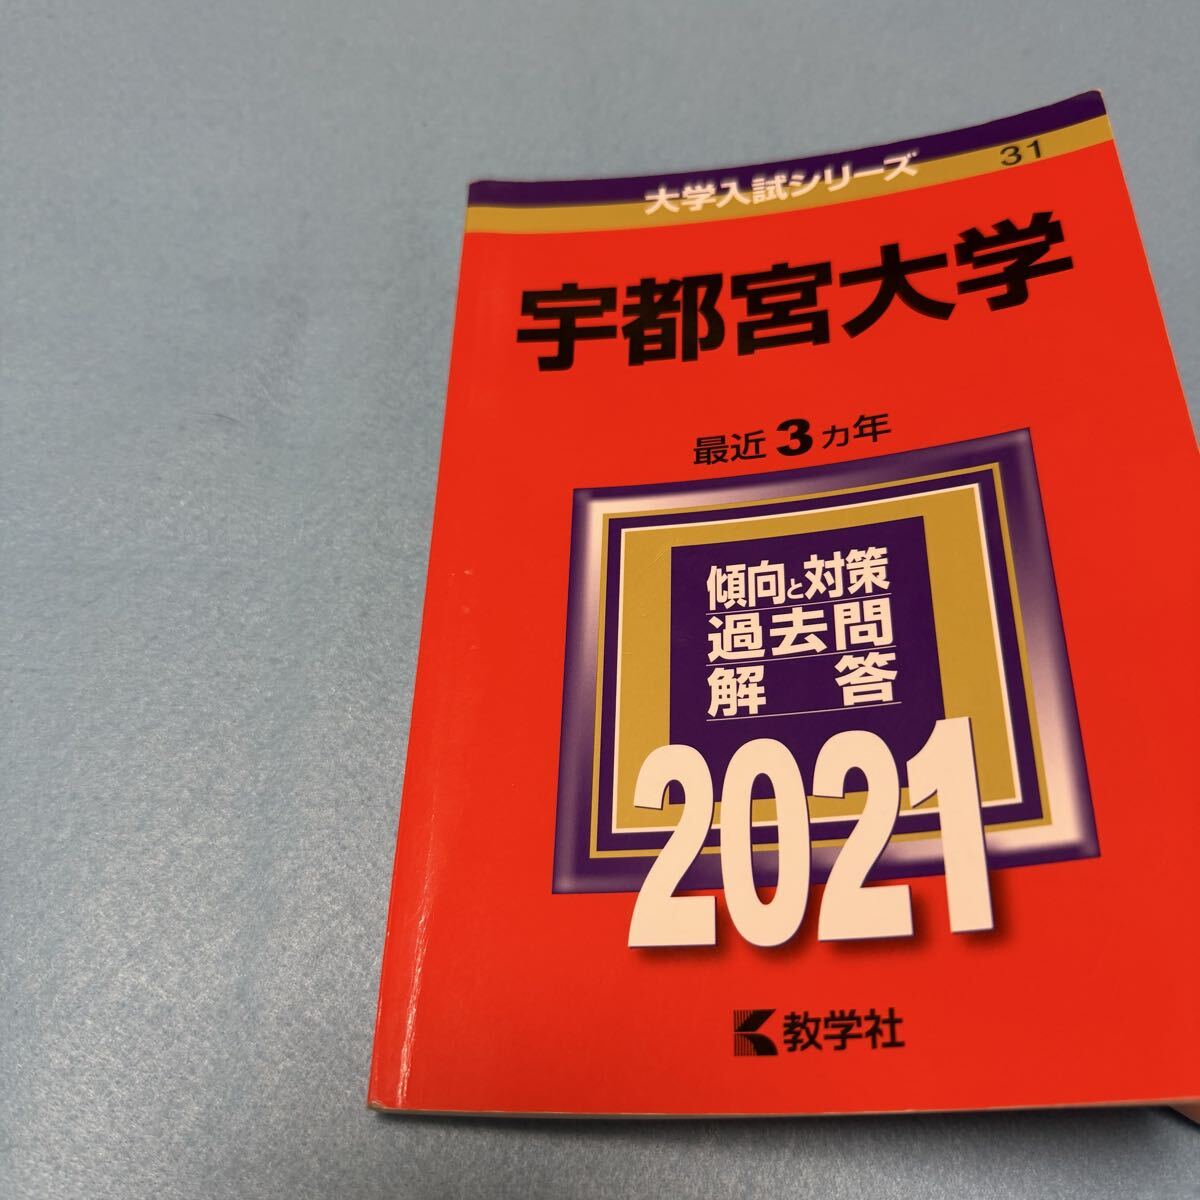 大学入試シリーズ
31
宇都宮大学
最近 3 カ年
傾向と対策
過去問
解答
2021
教学社